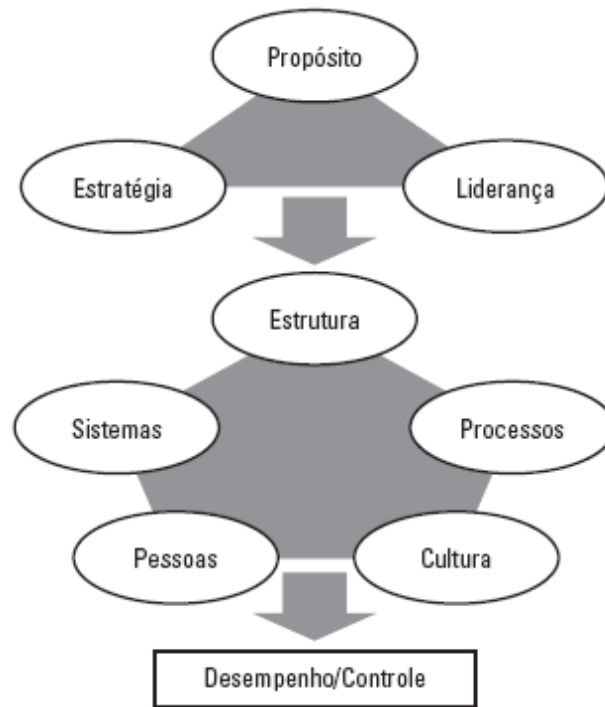 Propósito
Estratégia
Liderança
Estrutura
Sistemas
Processos
Pessoas
Cultura
Desempenho/Controle